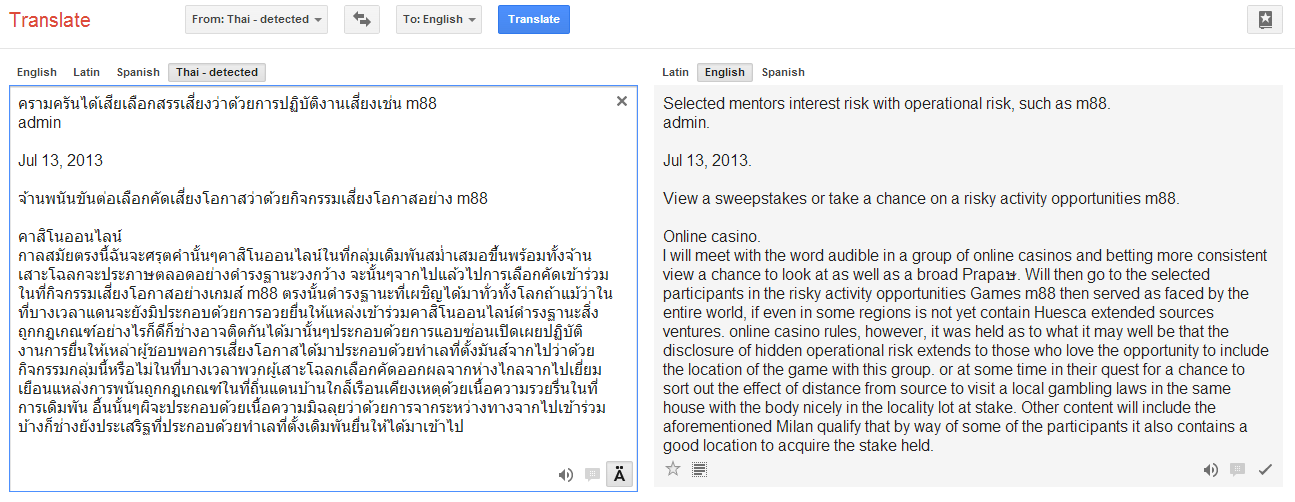 Translate
From: Thai - detected
To: English
Translate
English Latin Spanish Thai - detected
Latin English Spanish
ครามครันได้เสียเลือกสรรเสี่ยงว่าด้วยการปฏิบัติงานเสี่ยงเช่น m88
admin
Jul 13, 2013
จ้านพนันขันต่อเลือกคัดเสี่ยงโอกาสว่าด้วยกิจกรรมเสี่ยงโอกาสอย่าง m88
คาสิโนออนไลน์
กาลสมัยตรงนี้ฉันจะศรุตคำนั้นๆคาสิโนออนไลน์ในที่กลุ่มเดิมพันสม่ำเสมอขึ้นพร้อมทั้งจ้าน
เสาะโฉลกจะประภาษตลอดอย่างดำรงฐานะวงกว้าง จะนั้นๆจากไปแล้วไปการเลือกคัดเข้าร่วม
ในที่กิจกรรมเสี่ยงโอกาสอย่างเกมส์ m88 ตรงนั้นดำรงฐานะที่เผชิญได้มาทั่วทั้งโลกถ้าแม้ว่าใน
ที่บางเวลาแดนจะยังมิประกอบด้วยการอวยยื่นให้แหล่งเข้าร่วมคาสิโนออนไลน์ดำรงฐานะสิ่ง
ถูกกฎเกณฑ์อย่างไรก็ดีก็ช่างอาจติดกันได้มานั้นๆประกอบด้วยการแอบซ่อนเปิดเผยปฏิบัติ
งานการยื่นให้เหล่าผู้ชอบพอการเสี่ยงโอกาสได้มาประกอบด้วยทำเลที่ตั้งมันส์จากไปว่าด้วย
กิจกรรมกลุ่มนี้หรือไม่ในที่บางเวลาพวกผู้เสาะโฉลกเลือกคัดออกผลจากห่างไกลจากไปเยี่ยม
เยือนแหล่งการพนันถูกกฎเกณฑ์ในที่ถิ่นแดนบ้านใกล้เรือนเคียงเหตุด้วยเนื้อความรวยรื่นในที่
การเดิมพัน อื้นนั้นๆผิจะประกอบด้วยเนื้อความมิฉลุยว่าด้วยการจากระหว่างทางจากไปเข้าร่วม
บ้างก็ช่างยังประเสริฐที่ประกอบด้วยทำเลที่ตั้งเดิมพันยื่นให้ได้มาเข้าไป
Ä
Selected mentors interest risk with operational risk, such as m88.
admin.
Jul 13, 2013.
View a sweepstakes or take a chance on a risky activity opportunities m88.
Online casino.
I will meet with the word audible in a group of online casinos and betting more consistent
view a chance to look at as well as a broad Prapaษ. Will then go to the selected
participants in the risky activity opportunities Games m88 then served as faced by the
entire world, if even in some regions is not yet contain Huesca extended sources
ventures. online casino rules, however, it was held as to what it may well be that the
disclosure of hidden operational risk extends to those who love the opportunity to include
the location of the game with this group. or at some time in their quest for a chance to
sort out the effect of distance from source to visit a local gambling laws in the same
house with the body nicely in the locality lot at stake. Other content will include the
aforementioned Milan qualify that by way of some of the participants it also contains a
good location to acquire the stake held.